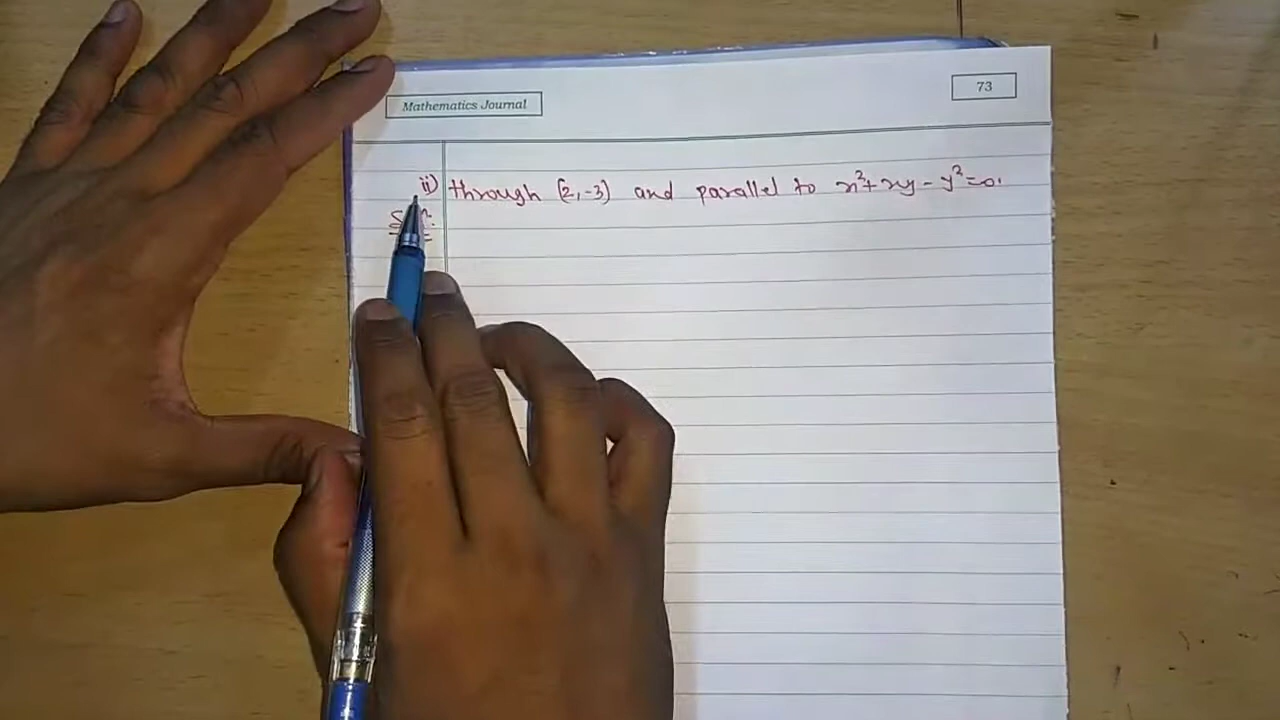 Mathematics Journal
73
ii) through (2,-3) and parallel to x²+xy-y²=0.